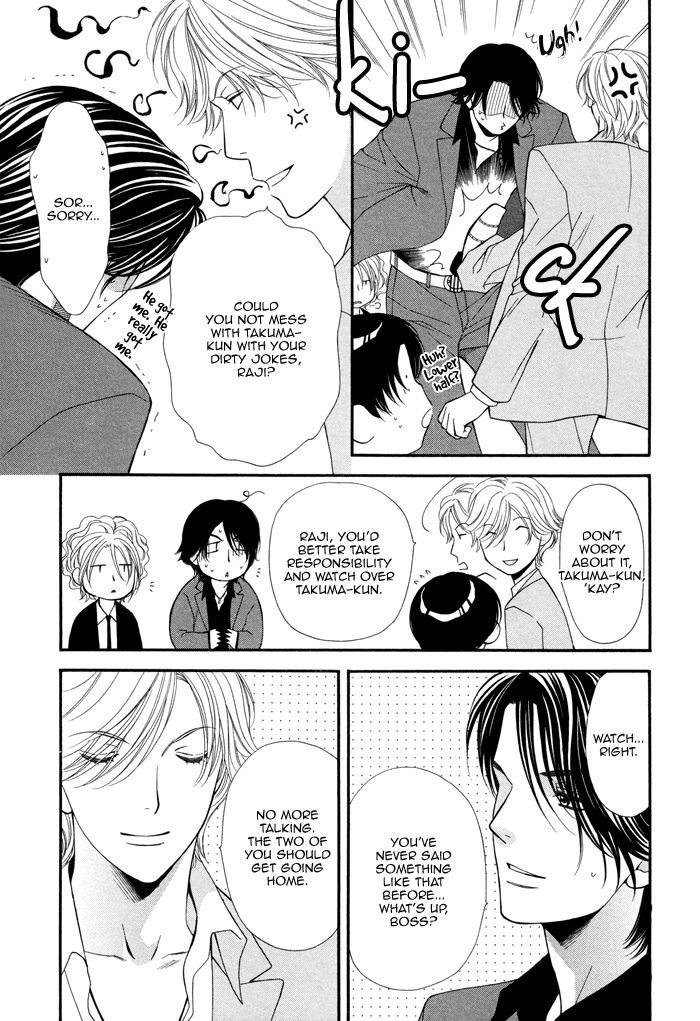 ki-
ck
Ugh!
Huh?
Lower
half?
COULD
YOU NOT MESS
WITH TAKUMA-
KUN WITH YOUR
DIRTY JOKES,
RAJI?
SOR...
SORRY...
He got
me. He
really
got
me.
DON'T
WORRY
ABOUT IT,
TAKUMA-KUN,
'KAY?
RAJI, YOU'D
BETTER TAKE
RESPONSIBILITY
AND WATCH OVER
TAKUMA-KUN.
WATCH...
RIGHT.
YOU'VE
NEVER SAID
SOMETHING
LIKE THAT
BEFORE...
WHAT'S UP,
BOSS?
NO MORE
TALKING.
THE TWO OF
YOU SHOULD
GET GOING
HOME.